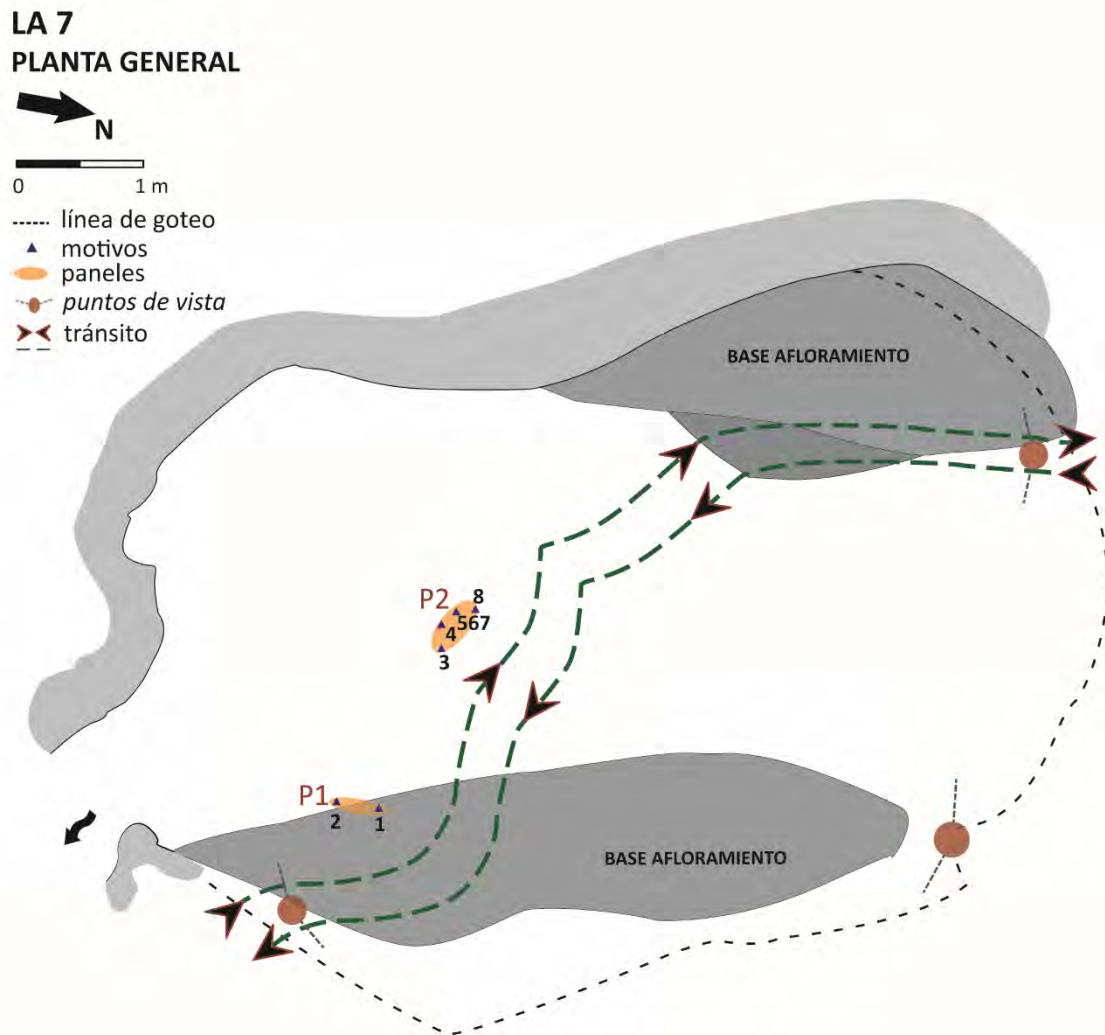 LA 7
PLANTA GENERAL
N
0 1 m
línea de goteo
motivos
paneles
puntos de vista
tránsito
BASE AFLORAMIENTO
P2
8
567
4
3
P1
2
1
BASE AFLORAMIENTO